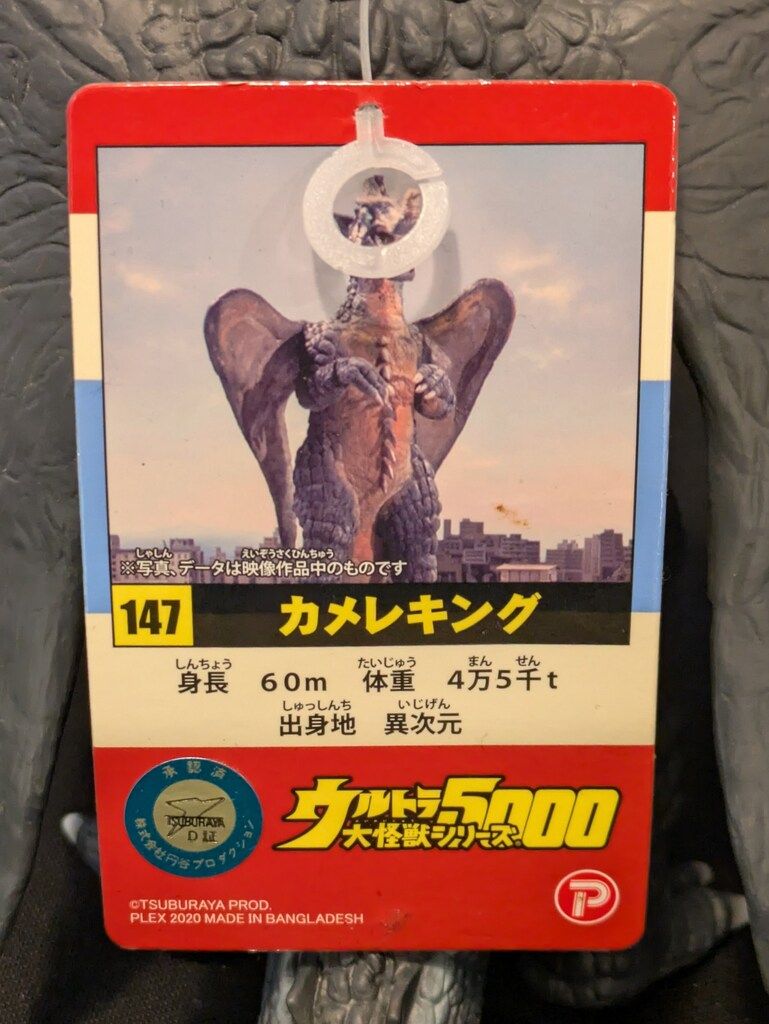 しゃしん えいぞうさくひんちゅう
※写真、データは映像作品中のものです
147 カメレキング
しんちょう たいじゅう まん せん
身長 60m 体重 4万5千t
しゅっしんち いじげん
出身地 異次元
承認済
TSUBURAYA
D 証
株式会社円谷プロダクション
ウルトラ
大怪獣シリーズ5000
©TSUBURAYA PROD.
PLEX 2020 MADE IN BANGLADESH
P